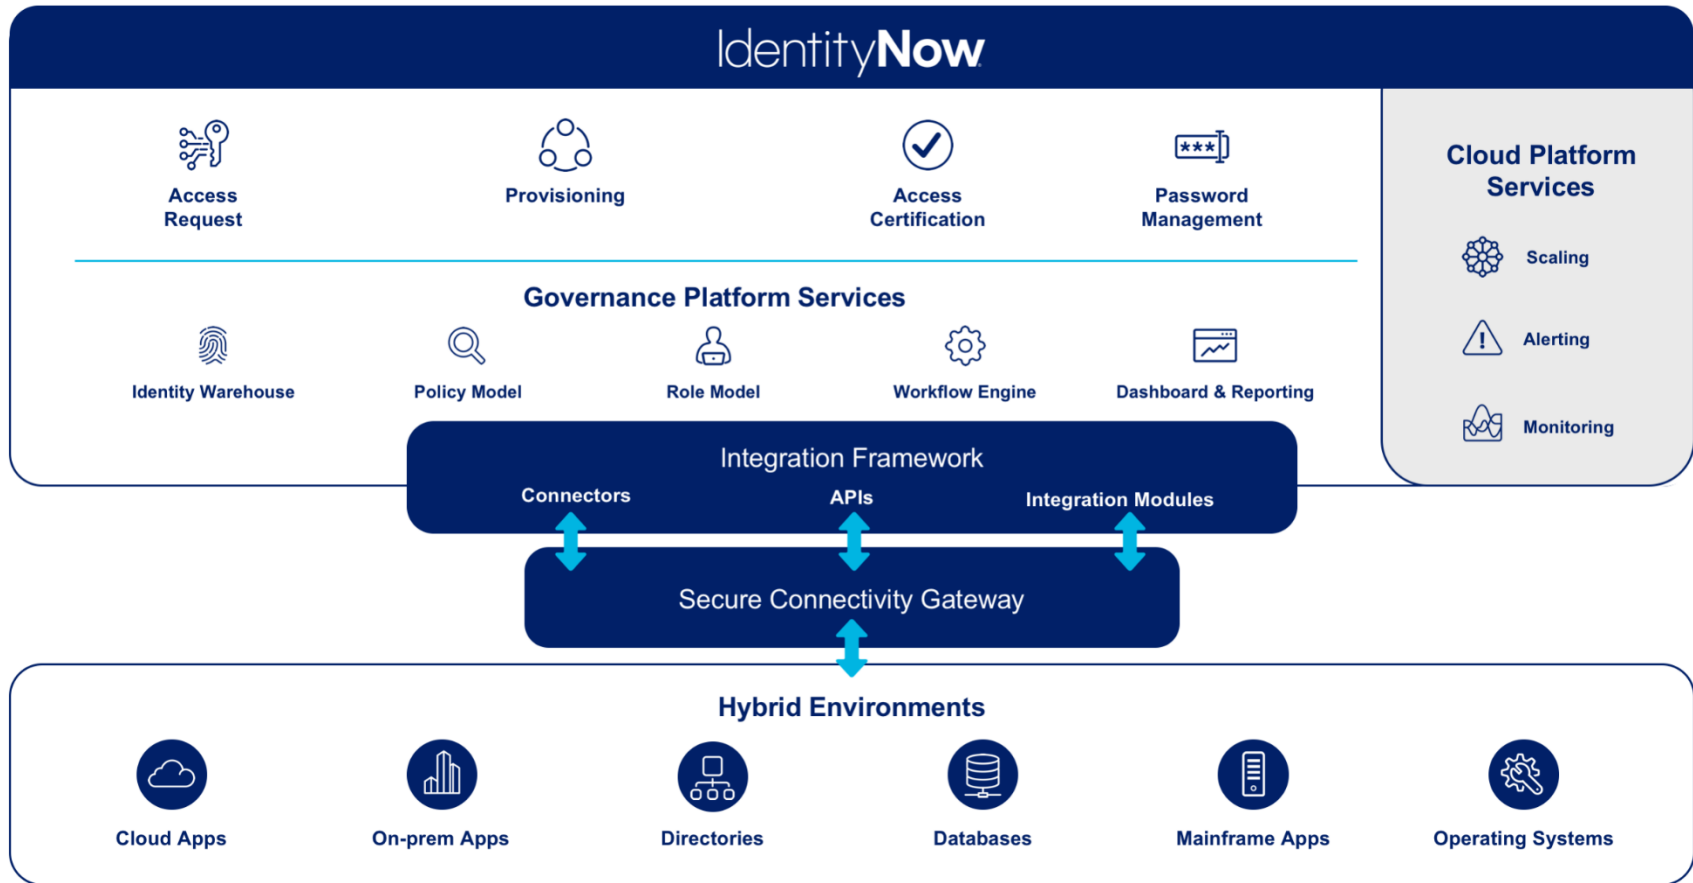 IdentityNow
Access
Request
Provisioning
Access
Certification
***
Password
Management
Cloud Platform
Services
Scaling
Alerting
Monitoring
Governance Platform Services
Identity Warehouse
Policy Model
Role Model
Workflow Engine
Dashboard & Reporting
Integration Framework
Connectors
APIs
Integration Modules
Secure Connectivity Gateway
Hybrid Environments
Cloud Apps
On-prem Apps
Directories
Databases
Mainframe Apps
Operating Systems